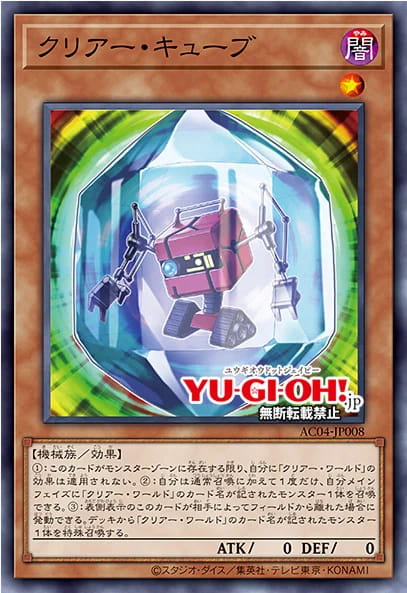 クリアー・キューブ
闇
やみ
ユウギオウドットジェイピー
YU-GI-OH!.jp
無断転載禁止
AC04-JP008
【機械族／効果】
①：このカードがモンスターゾーンに存在する限り、自分に「クリアー・ワールド」の
効果は適用されない。②：自分は通常召喚に加えて1度だけ、自分メイン
フェイズに「クリアー・ワールド」のカード名が記されたモンスター1体を召喚
できる。③：表側表示のこのカードが相手によってフィールドから離れた場合に
発動できる。デッキから「クリアー・ワールド」のカード名が記されたモンスター
1体を特殊召喚する。
ATK/ 0 DEF/ 0
©スタジオ・ダイス／集英社・テレビ東京・KONAMI